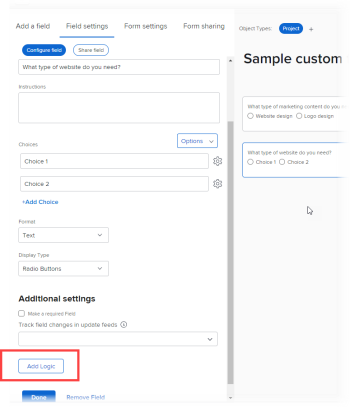 Add a field Field settings Form settings Form sharing
Object Types: Project +
Configure field Share field
What type of website do you need?
Instructions
Choices
Options
Choice 1
Choice 2
+Add Choice
Format
Text
Display Type
Radio Buttons
Additional settings
Make a required Field
Track field changes in update feeds
Add Logic
Done Remove Field
Sample custom
What type of marketing content do you
Website design Logo design
What type of website do you need?
Choice 1 Choice 2